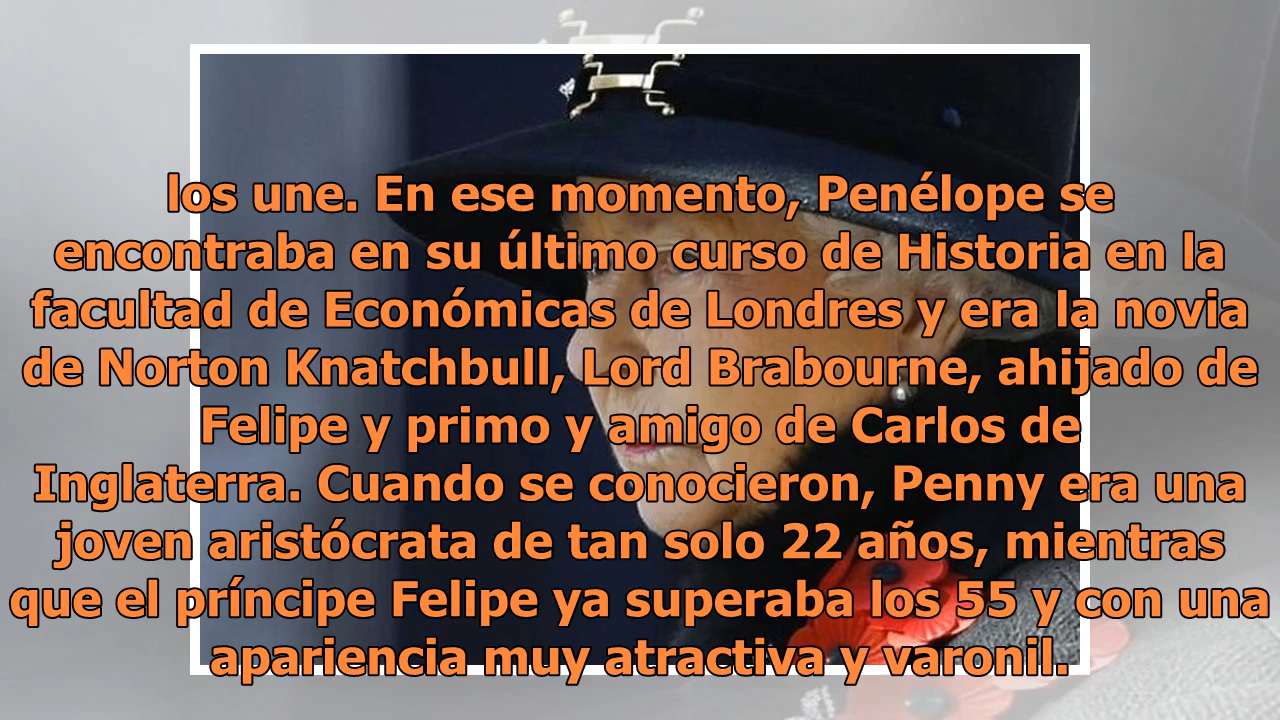 los une. En ese momento, Penélope se
encontraba en su último curso de Historia en la
facultad de Económicas de Londres y era la novia
de Norton Knatchbull, Lord Brabourne, ahijado de
Felipe y primo y amigo de Carlos de
Inglaterra. Cuando se conocieron, Penny era una
joven aristócrata de tan solo 22 años, mientras
que el príncipe Felipe ya superaba los 55 y con una
apariencia muy atractiva y varonil.